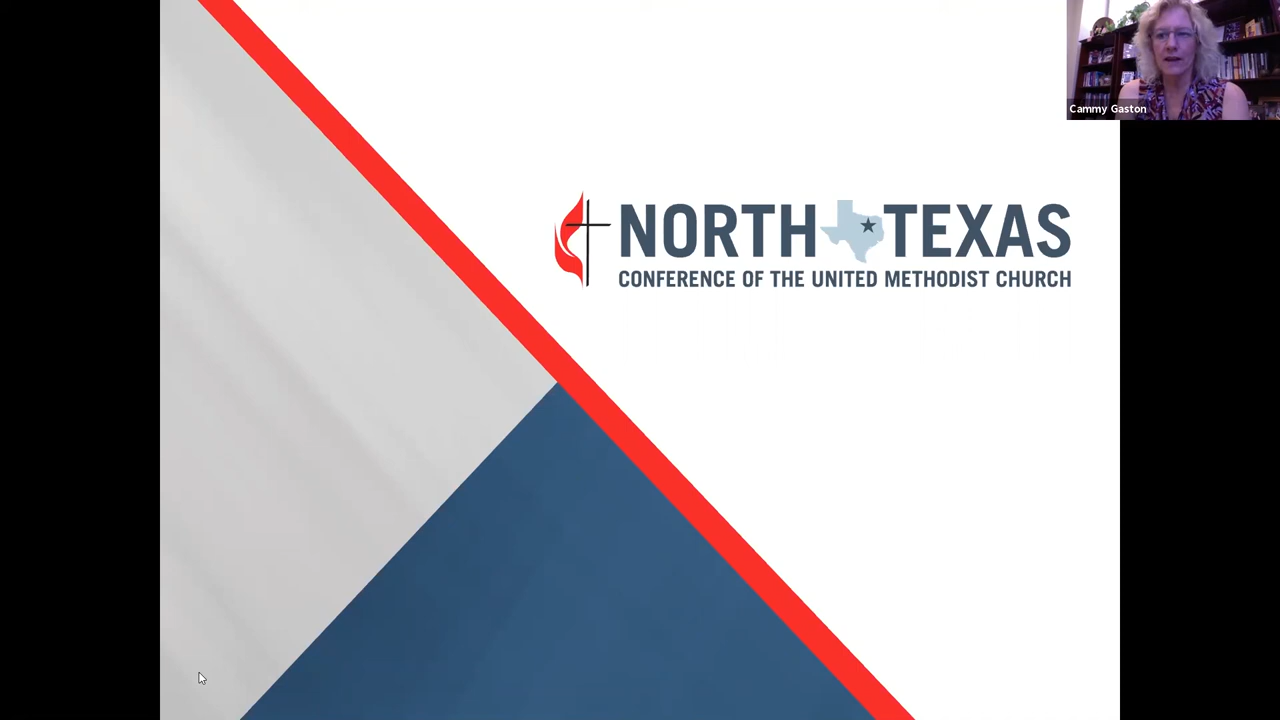 Cammy Gaston
NORTH TEXAS
CONFERENCE OF THE UNITED METHODIST CHURCH